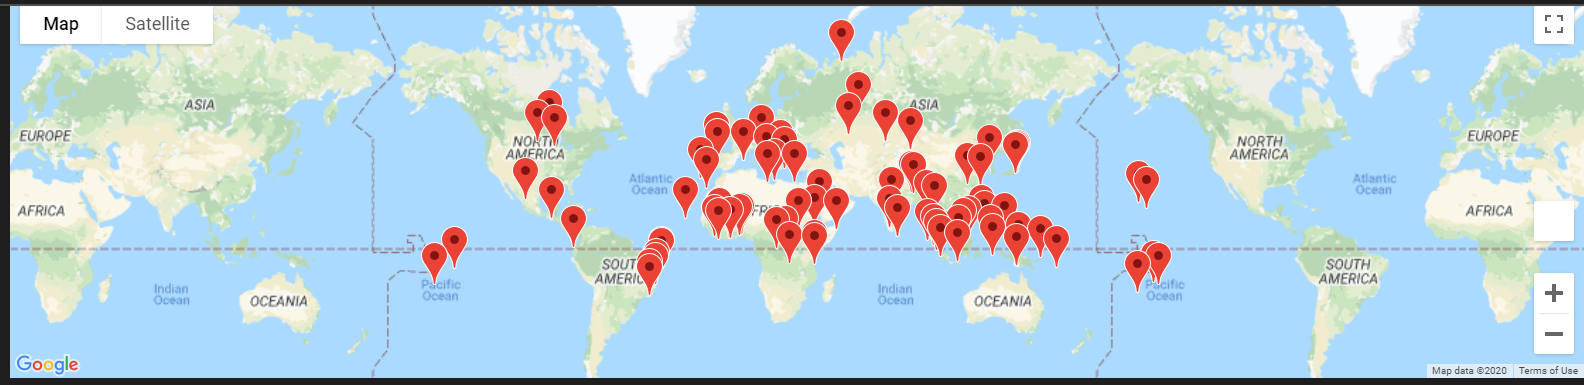 Map
Satellite
ASIA
EUROPE
AFRICA
Indian
Ocean
OCEANIA
NORTH
AMERICA
Pacific
Ocean
SOUTH
AMERICA
Atlantic
Ocean
AFRICA
ASIA
Indian
Ocean
OCEANIA
NORTH
AMERICA
Pacific
Ocean
SOUTH
AMERICA
Atlantic
Ocean
EUROPE
AFRICA
Google
Map data ©2020
Terms of Use